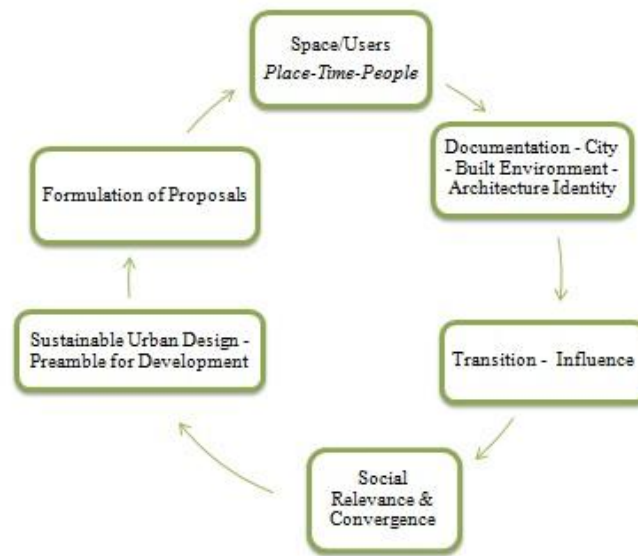 Space/Users
Place-Time-People
Documentation - City
- Built Environment -
Architecture Identity
Transition - Influence
Social
Relevance &
Convergence
Sustainable Urban Design -
Preamble for Development
Formulation of Proposals